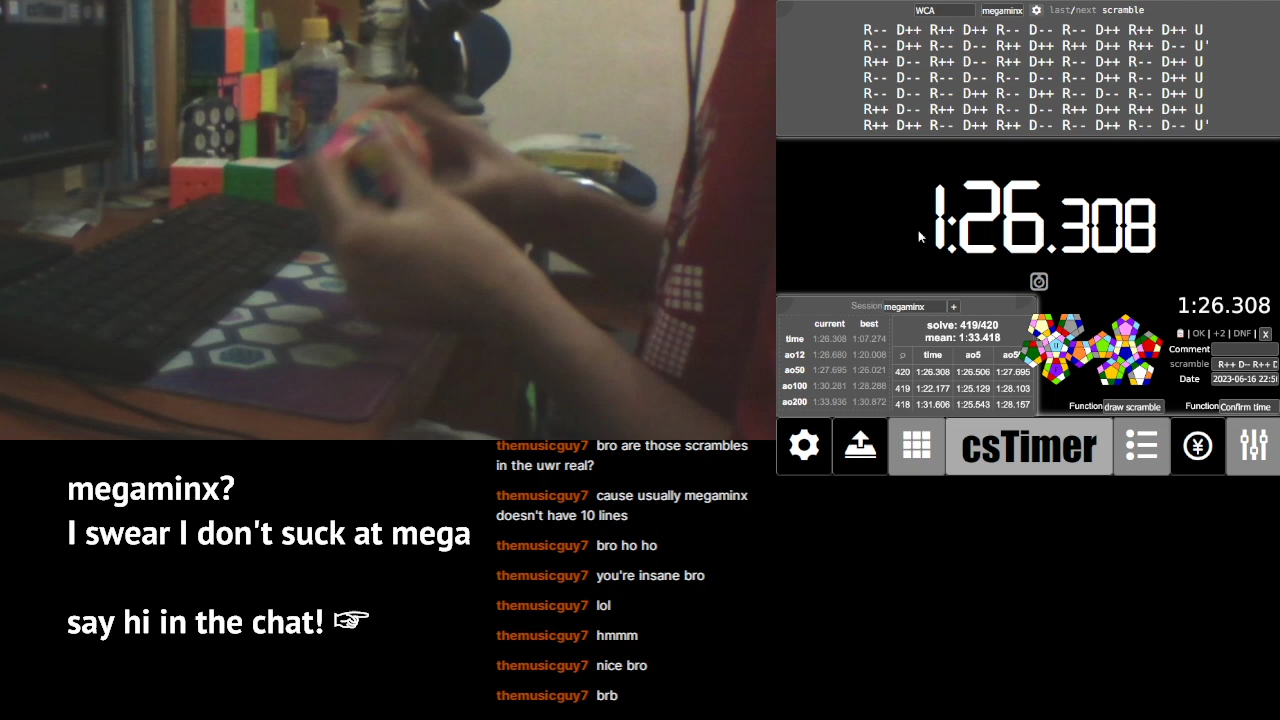 WCA megaminx last/next scramble
R-- D++ R++ D++ R-- D-- R-- D++ R++ D++ U
R-- D++ R-- D-- R++ D++ R++ D++ R++ D-- U'
R++ D-- R++ D-- R-- D++ R-- D++ R++ D++ U
R-- D-- R-- D++ R-- D-- R-- D++ R-- D++ U
R-- D++ R-- D-- R-- D++ R-- D-- R-- D++ U
R++ D-- R++ D++ R-- D-- R++ D++ R++ D-- U
R++ D++ R-- D++ R++ D-- R-- D++ R-- D-- U'
1:26.308
Session megaminx +
current best
time 1:26.308 1:07.274
ao12 1:26.680 1:20.008
ao50 1:27.695 1:26.021
ao100 1:30.281 1:28.288
ao200 1:33.936 1:30.872
solve: 419/420
mean: 1:33.418
time ao5
420 1:26.308 1:26.506 1:27.695
419 1:22.177 1:25.129 1:28.103
418 1:31.606 1:25.543 1:28.157
U
1:26.308
| OK | +2 | DNF | X
Comment
scramble R++ D-- R++ D
Date 2023-06-16 22:5
Function draw scramble
Function Confirm time
csTimer
megaminx?
I swear I don't suck at mega
say hi in the chat! ☞
themusicguy7 bro are those scrambles
in the uwr real?
themusicguy7 cause usually megaminx
doesn't have 10 lines
themusicguy7 bro ho ho
themusicguy7 you're insane bro
themusicguy7 lol
themusicguy7 hmmm
themusicguy7 nice bro
themusicguy7 brb